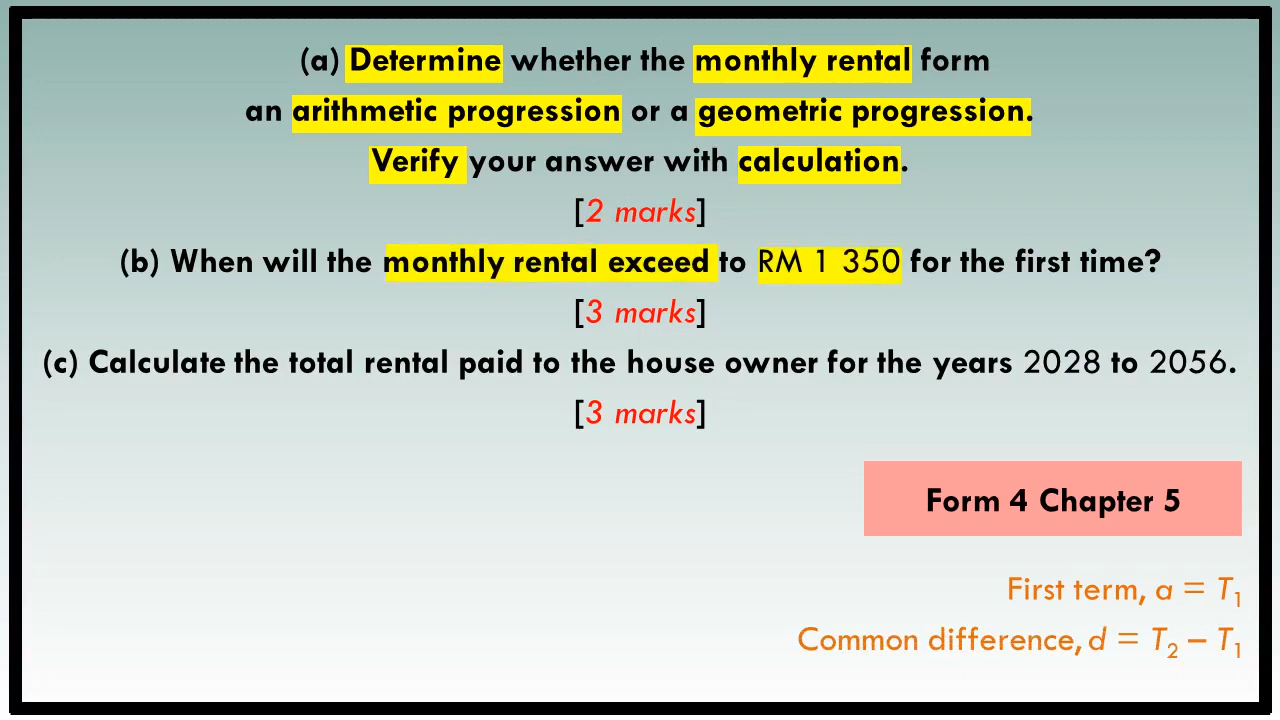 (a) Determine whether the monthly rental form
an arithmetic progression or a geometric progression.
Verify your answer with calculation.
[2 marks]
(b) When will the monthly rental exceed to RM 1 350 for the first time?
[3 marks]
(c) Calculate the total rental paid to the house owner for the years 2028 to 2056.
[3 marks]
Form 4 Chapter 5
First term, a = T₁
Common difference, d = T₂ – T₁